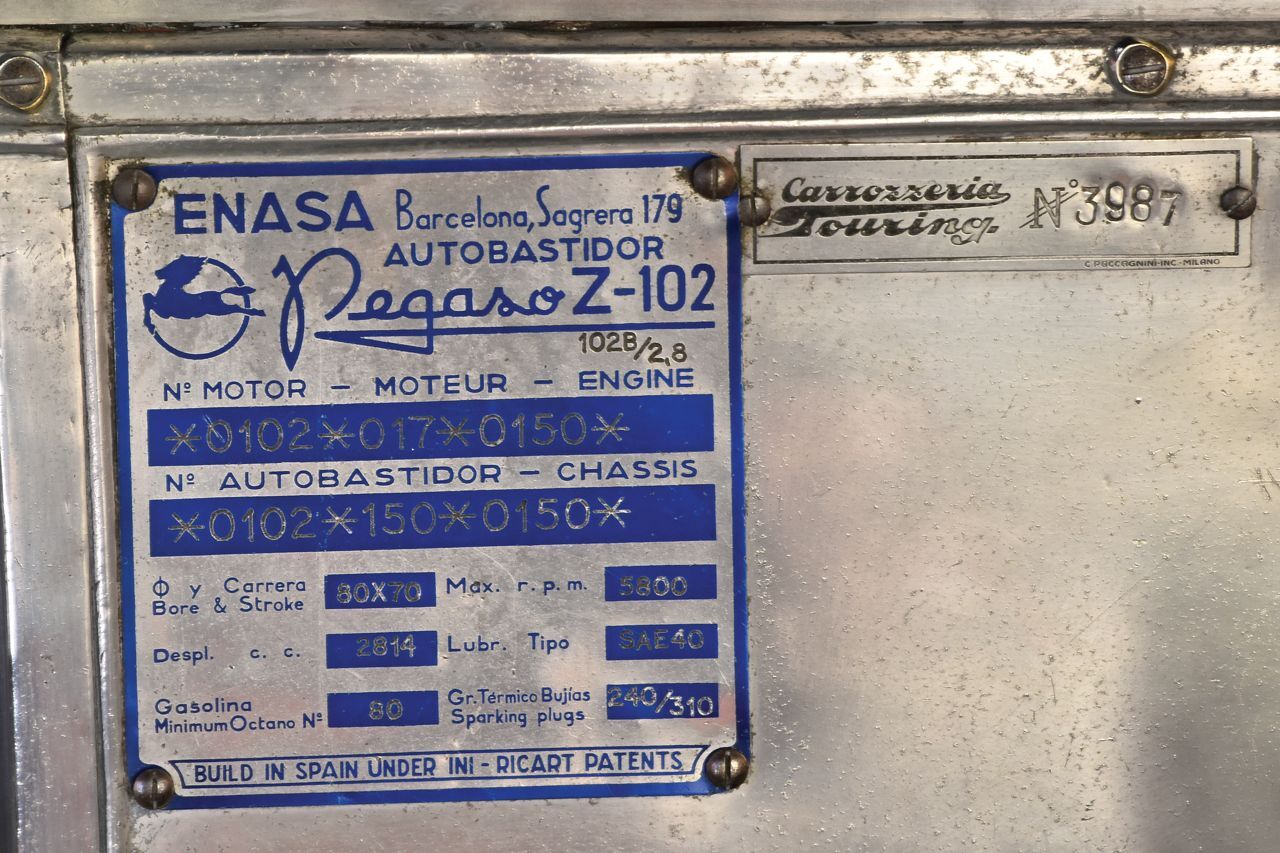 ENASA Barcelona, Sagrera 179
AUTOBASTIDOR
Pegaso Z-102
102B/2,8
Nº MOTOR – MOTEUR – ENGINE
*0102*017*0150*
Nº AUTOBASTIDOR – CHASSIS
*0102*150*0150*
Φ y Carrera
Bore & Stroke
80X70
Max. r.p.m.
5800
Despl. c. c.
2814
Lubr. Tipo
SAE40
Gasolina
Minimum Octano Nº
80
Gr. Térmico Bujías
Sparking plugs
240/310
BUILD IN SPAIN UNDER INI - RICART PATENTS
Carrozzeria
Touring.
Nº 3987
C. PACCAGNINI-INC-MILANO